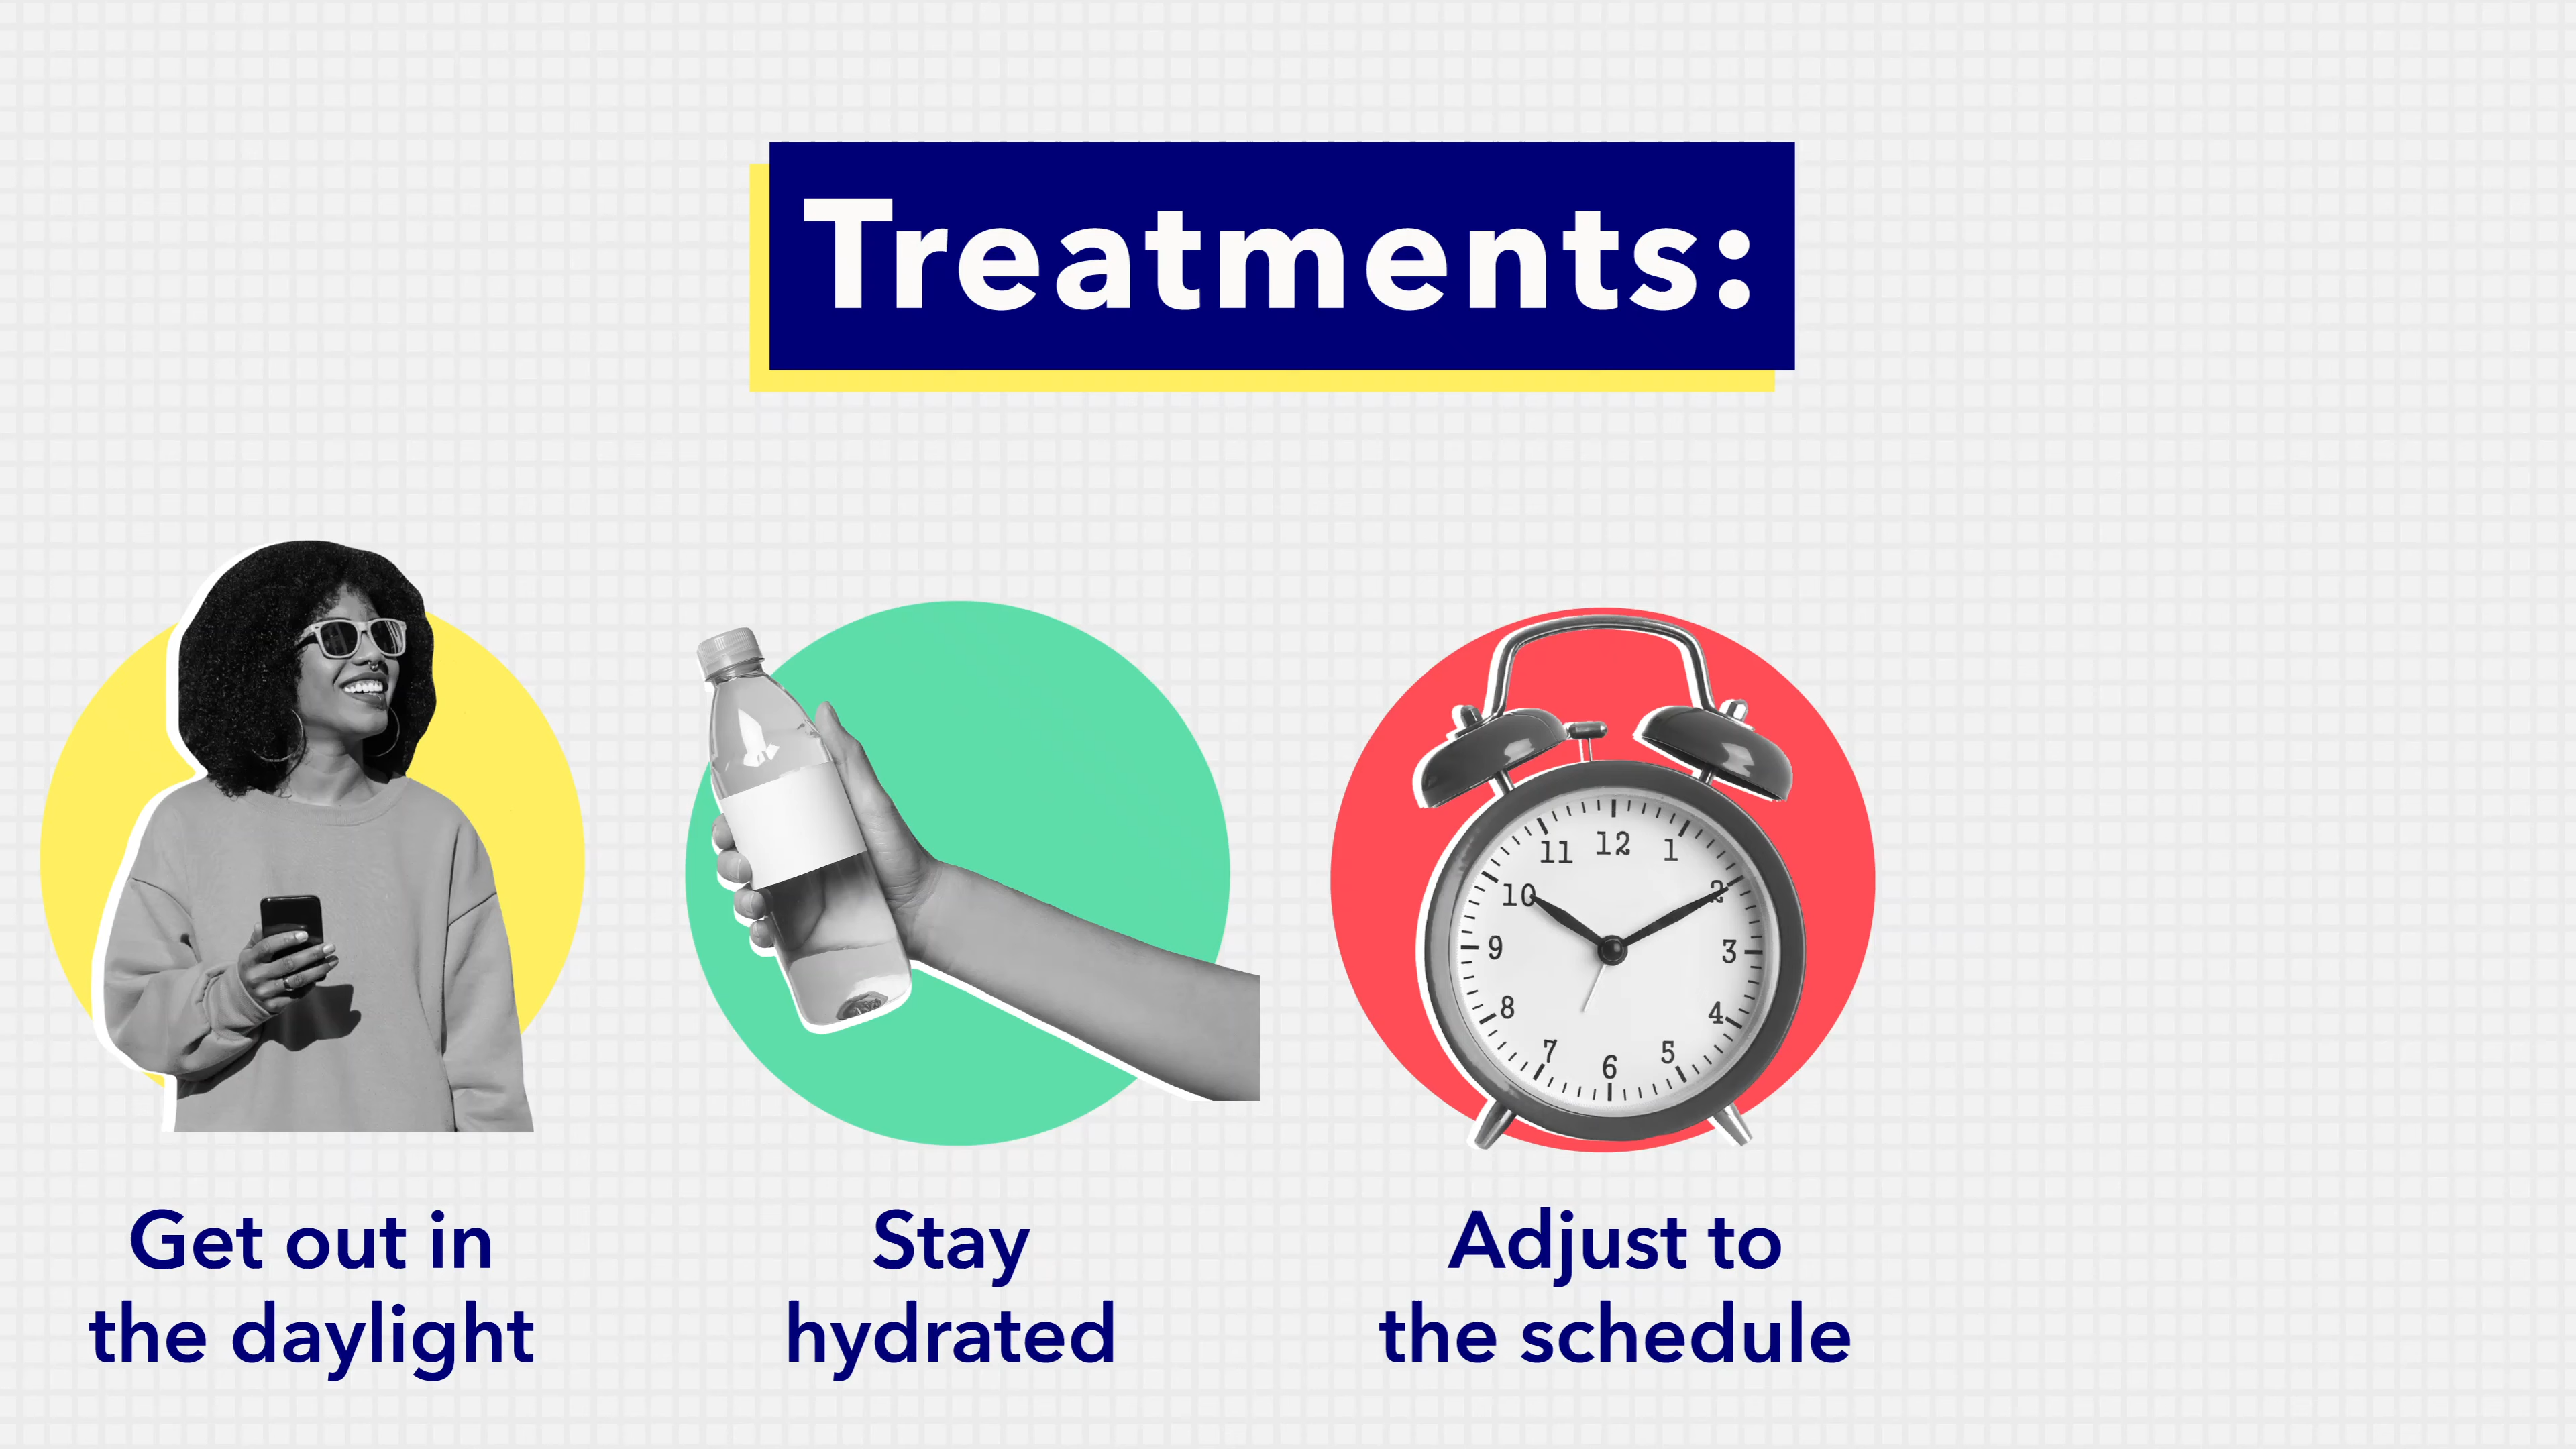 Treatments:
Get out in
the daylight
Stay
hydrated
11 12 1
10 2
9 3
8 4
7 6 5
Adjust to
the schedule